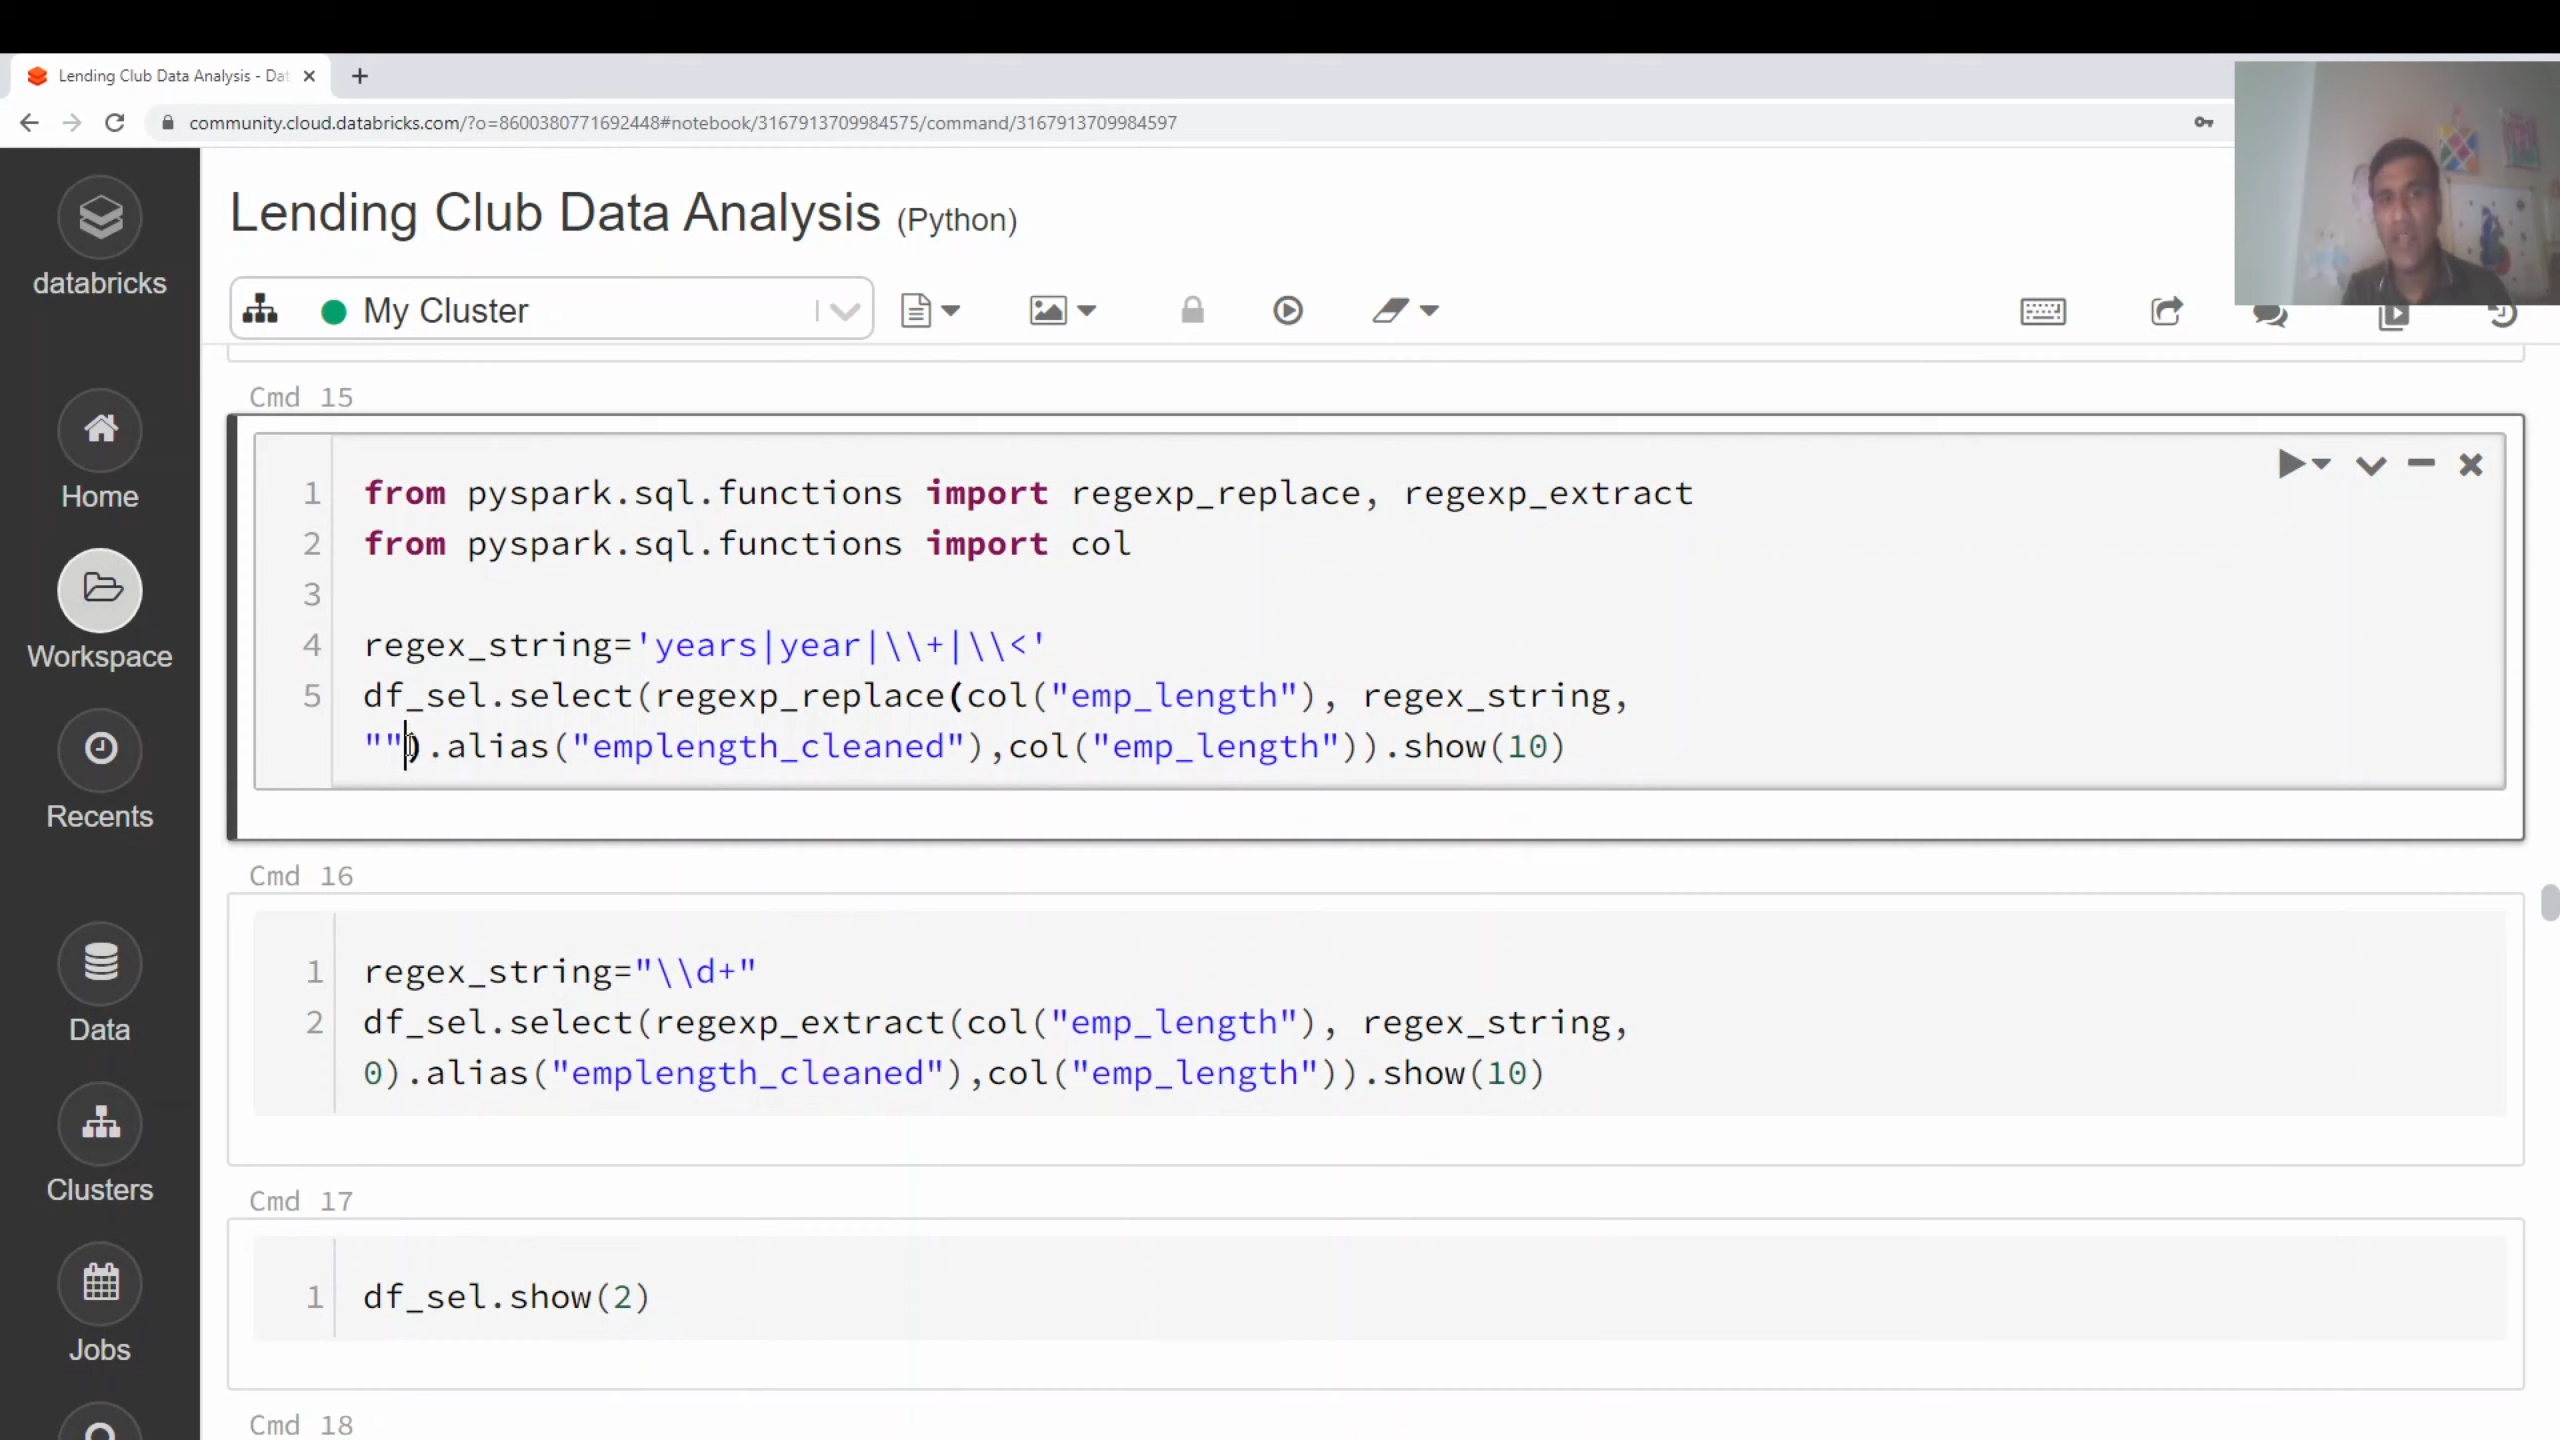 Lending Club Data Analysis - Dat
community.cloud.databricks.com/?o=8600380771692448#notebook/3167913709984575/command/3167913709984597
databricks
Home
Workspace
Recents
Data
Clusters
Jobs
Lending Club Data Analysis (Python)
My Cluster
Cmd 15
1 from pyspark.sql.functions import regexp_replace, regexp_extract
2 from pyspark.sql.functions import col
3
4 regex_string='years|year|\\+|\\<'
5 df_sel.select(regexp_replace(col("emp_length"), regex_string,
"").alias("emplength_cleaned"),col("emp_length")).show(10)
Cmd 16
1 regex_string="\\d+"
2 df_sel.select(regexp_extract(col("emp_length"), regex_string,
0).alias("emplength_cleaned"),col("emp_length")).show(10)
Cmd 17
1 df_sel.show(2)
Cmd 18